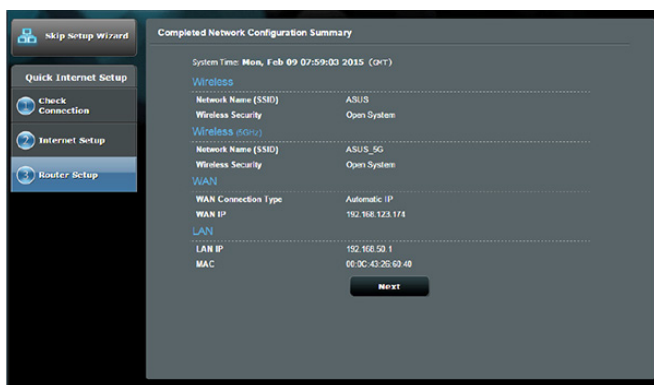 Skip Setup Wizard
Quick Internet Setup
1 Check Connection
2 Internet Setup
3 Router Setup
Completed Network Configuration Summary
System Time: Mon, Feb 09 07:59:03 2015 (GMT)
Wireless
Network Name (SSID) ASUS
Wireless Security Open System
Wireless (5GHz)
Network Name (SSID) ASUS_5G
Wireless Security Open System
WAN
WAN Connection Type Automatic IP
WAN IP 192.168.123.174
LAN
LAN IP 192.168.50.1
MAC 00:0C:43:26:60:40
Next